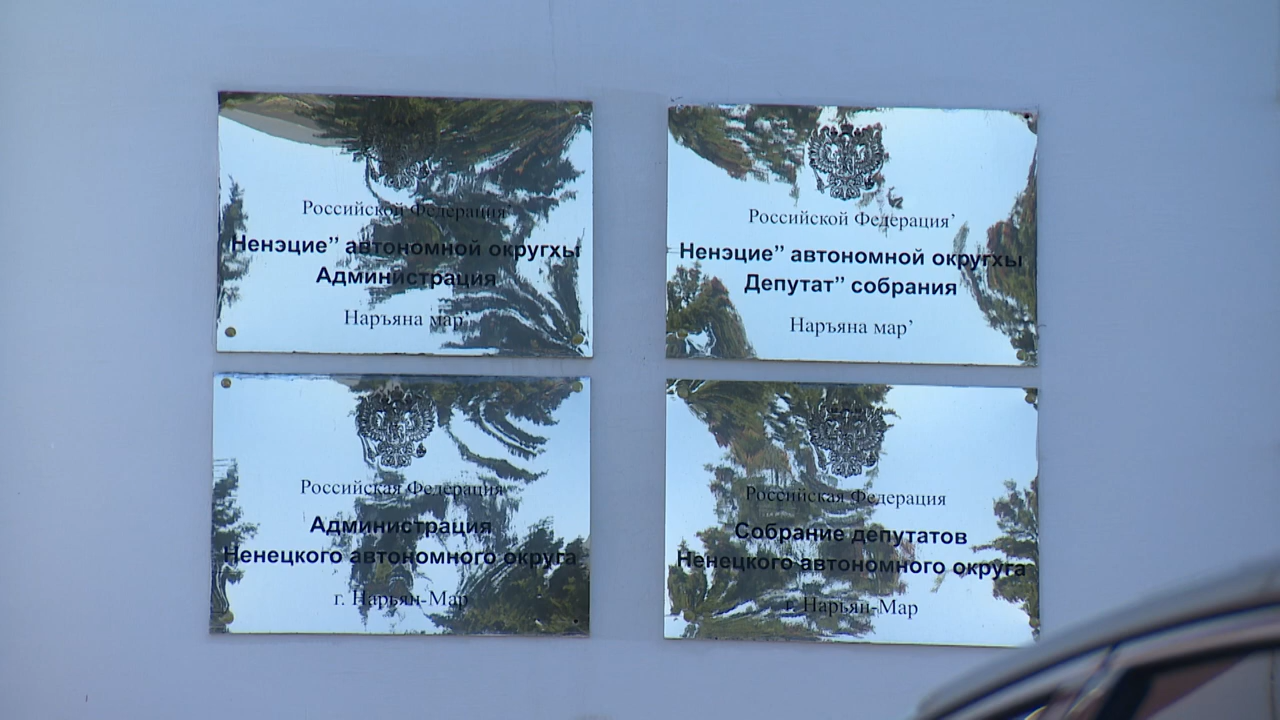 Российской Федерация’
Ненэцие” автономной округхы
Администрация
Наръяна мар’
Российской Федерация’
Ненэцие” автономной округхы
Депутат” собрания
Наръяна мар’
Российская Федерация
Администрация
Ненецкого автономного округа
г. Нарьян-Мар
Российская Федерация
Собрание депутатов
Ненецкого автономного округа
г. Нарьян-Мар